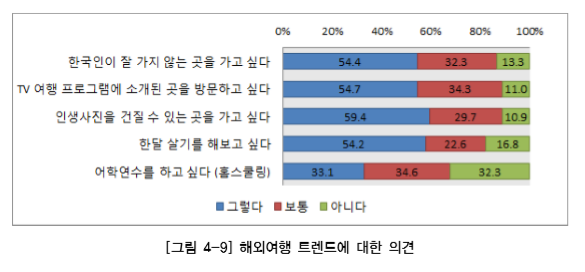 0% 20% 40% 60% 80% 100%
한국인이 잘 가지 않는 곳을 가고 싶다 54.4 32.3 13.3
TV 여행 프로그램에 소개된 곳을 방문하고 싶다 54.7 34.3 11.0
인생사진을 건질 수 있는 곳을 가고 싶다 59.4 29.7 10.9
한달 살기를 해보고 싶다 54.2 22.6 16.8
어학연수를 하고 싶다 (홈스쿨링) 33.1 34.6 32.3
그렇다 보통 아니다
[그림 4-9] 해외여행 트렌드에 대한 의견